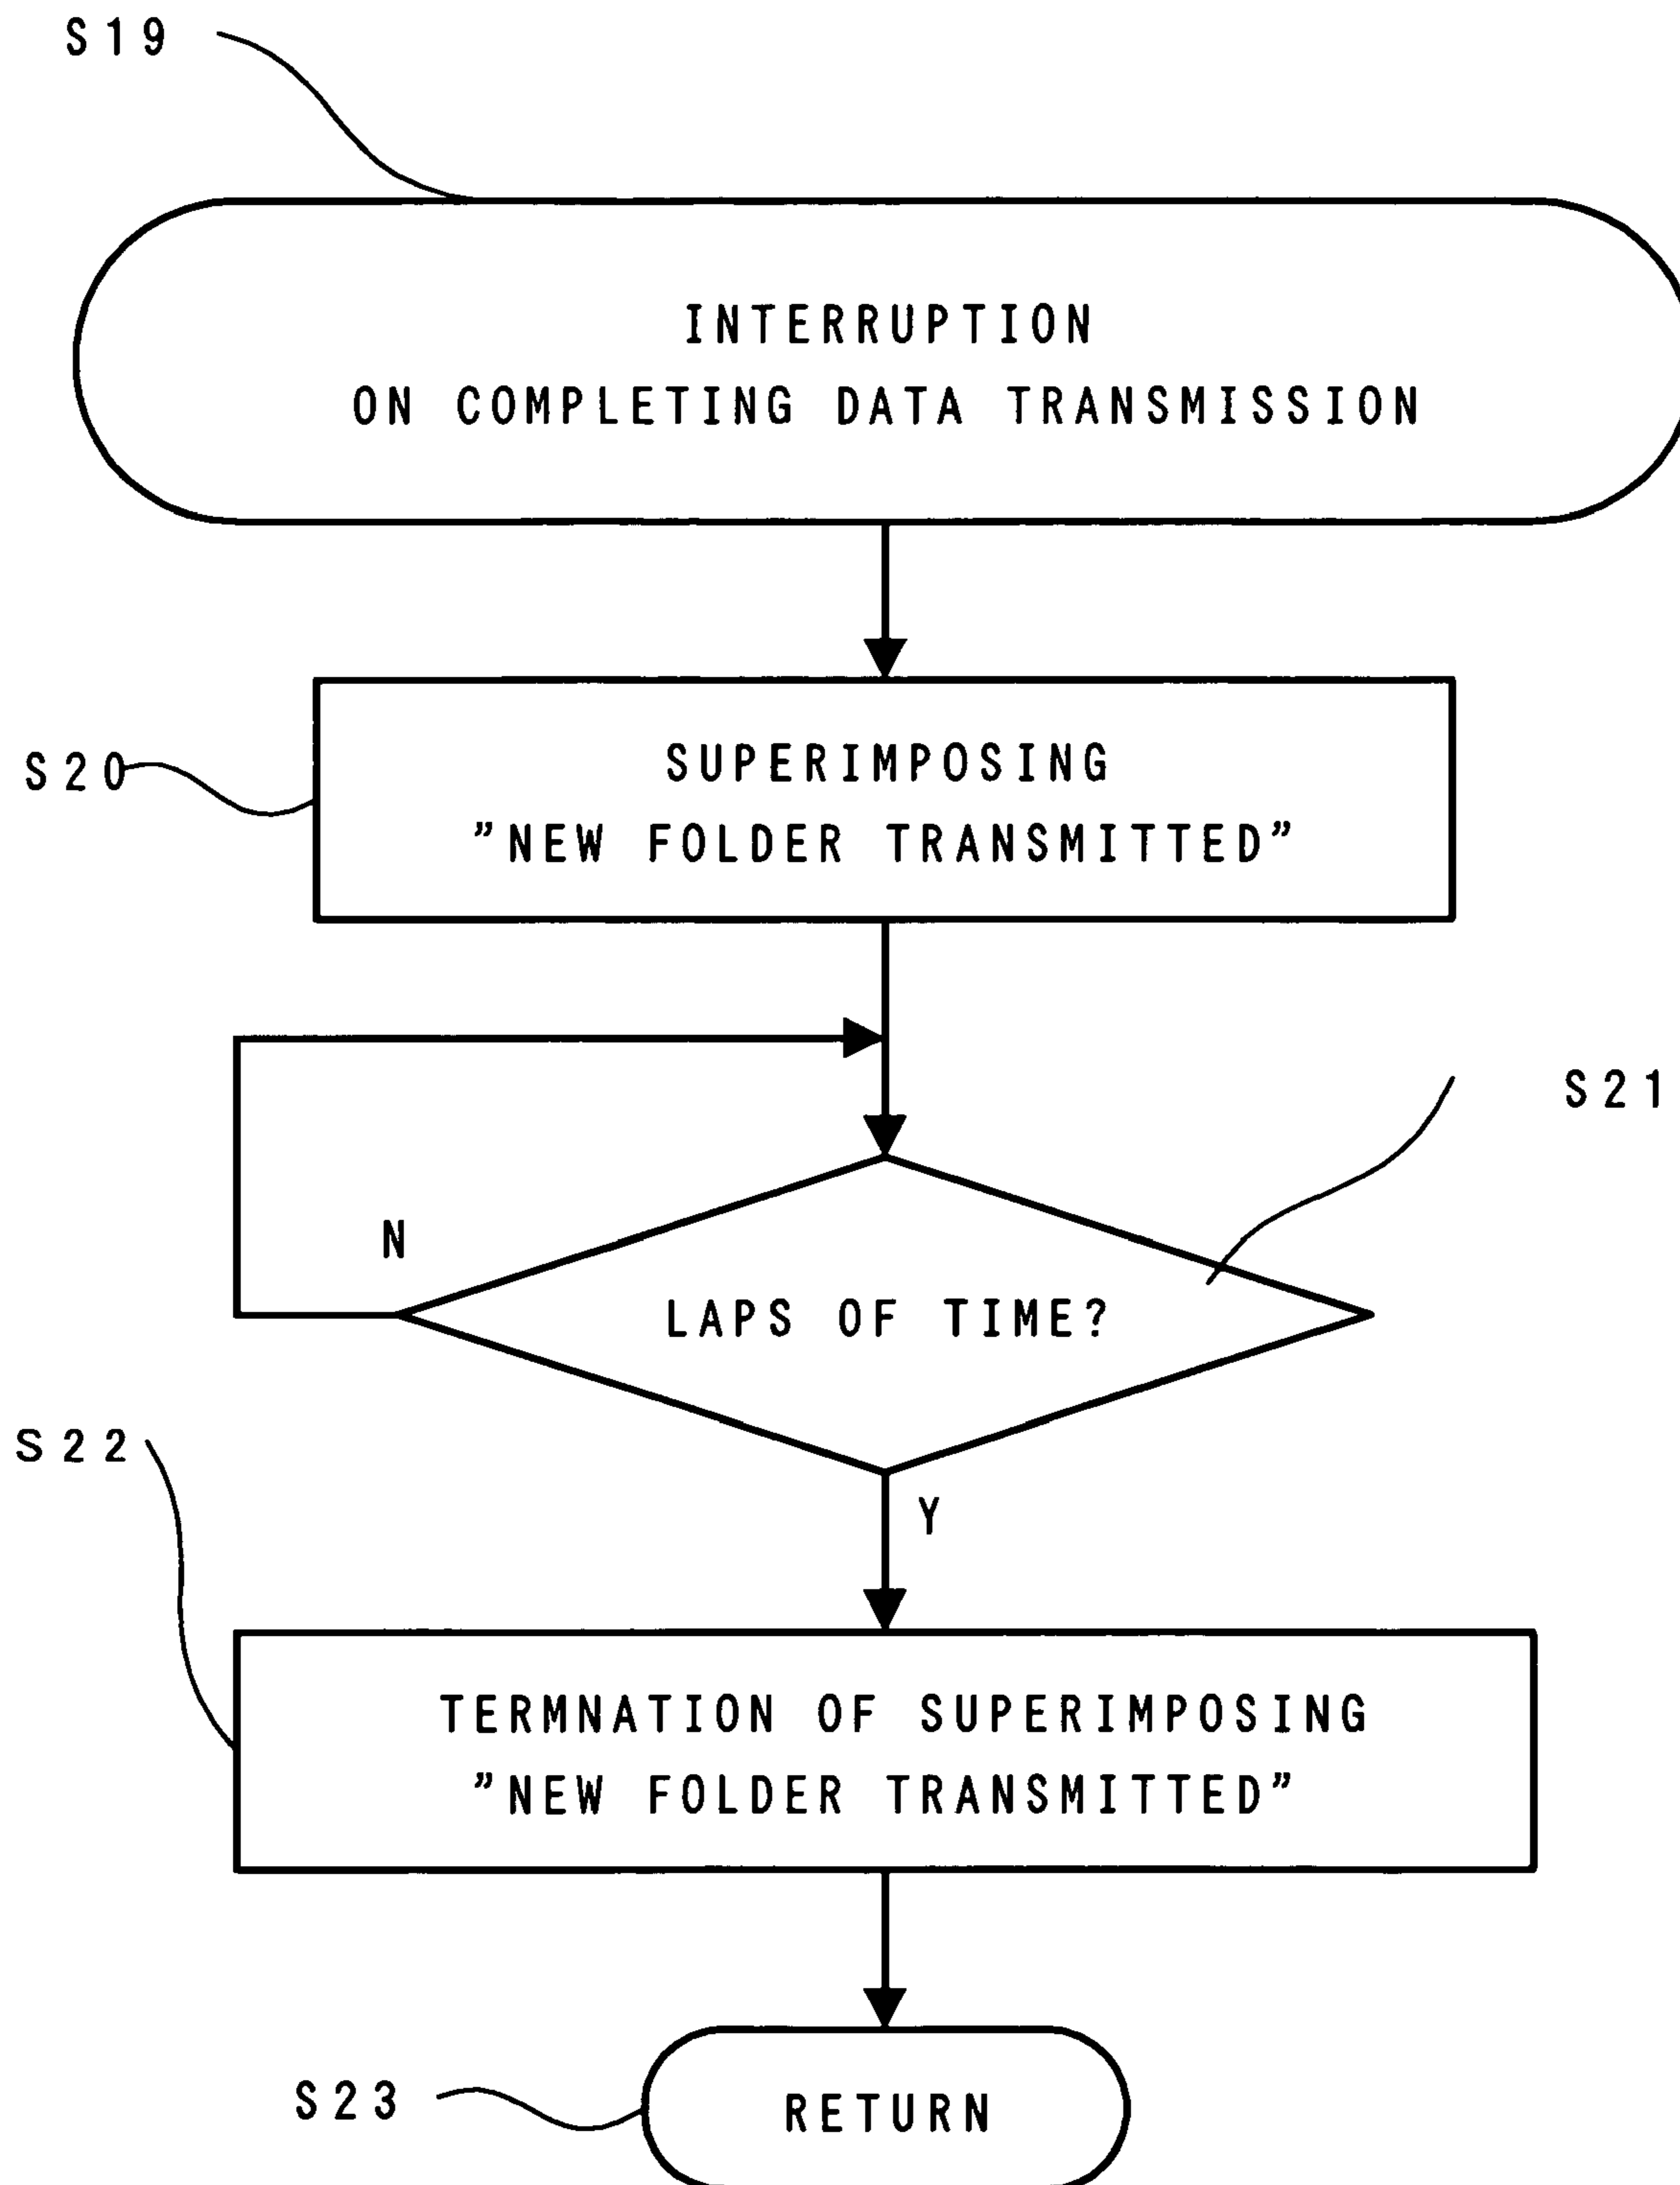 S19
INTERRUPTION
ON COMPLETING DATA TRANSMISSION
S20
SUPERIMPOSING
"NEW FOLDER TRANSMITTED"
S21
N
LAPS OF TIME?
S22
Y
TERMNATION OF SUPERIMPOSING
"NEW FOLDER TRANSMITTED"
S23
RETURN